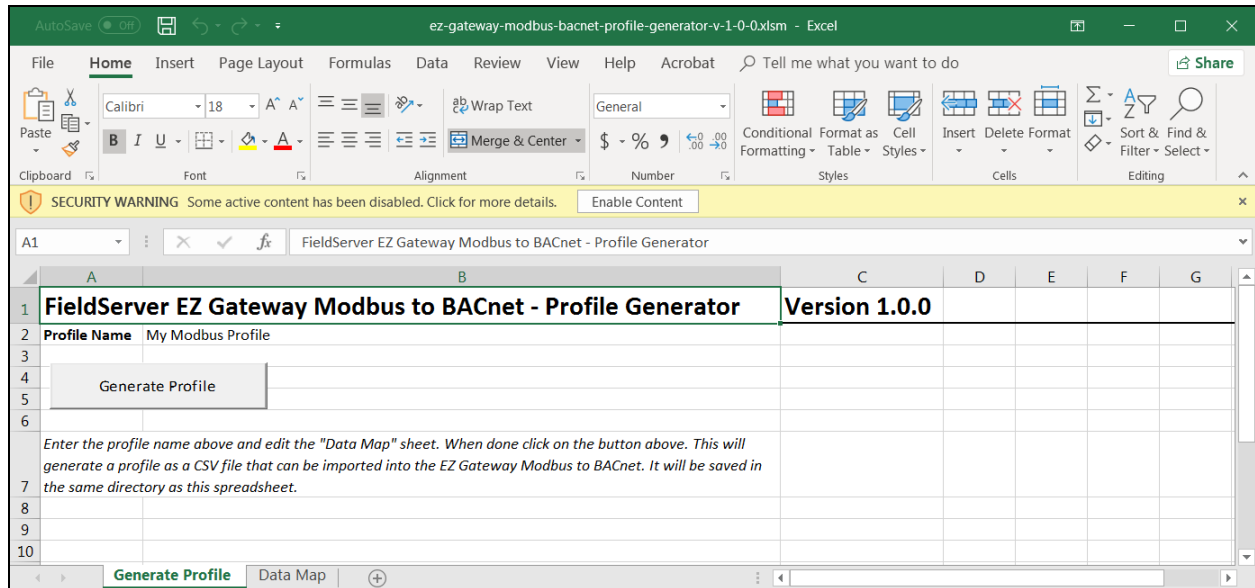 AutoSave Off ez-gateway-modbus-bacnet-profile-generator-v-1-0-0.xlsm - Excel
File Home Insert Page Layout Formulas Data Review View Help Acrobat Tell me what you want to do Share
Calibri 18 A^ A˅ ab Wrap Text General
Paste B I U A Merge & Center $ % 9 .00 .00 →0 Conditional Format as Cell Insert Delete Format Sort & Find &
Formatting Table Styles Filter Select
Clipboard Font Alignment Number Styles Cells Editing
SECURITY WARNING Some active content has been disabled. Click for more details. Enable Content
A1 fx FieldServer EZ Gateway Modbus to BACnet - Profile Generator
A B C D E F G
1 FieldServer EZ Gateway Modbus to BACnet - Profile Generator Version 1.0.0
2 Profile Name My Modbus Profile
3
4 Generate Profile
5
6
Enter the profile name above and edit the "Data Map" sheet. When done click on the button above. This will
generate a profile as a CSV file that can be imported into the EZ Gateway Modbus to BACnet. It will be saved in
7 the same directory as this spreadsheet.
8
9
10
Generate Profile Data Map